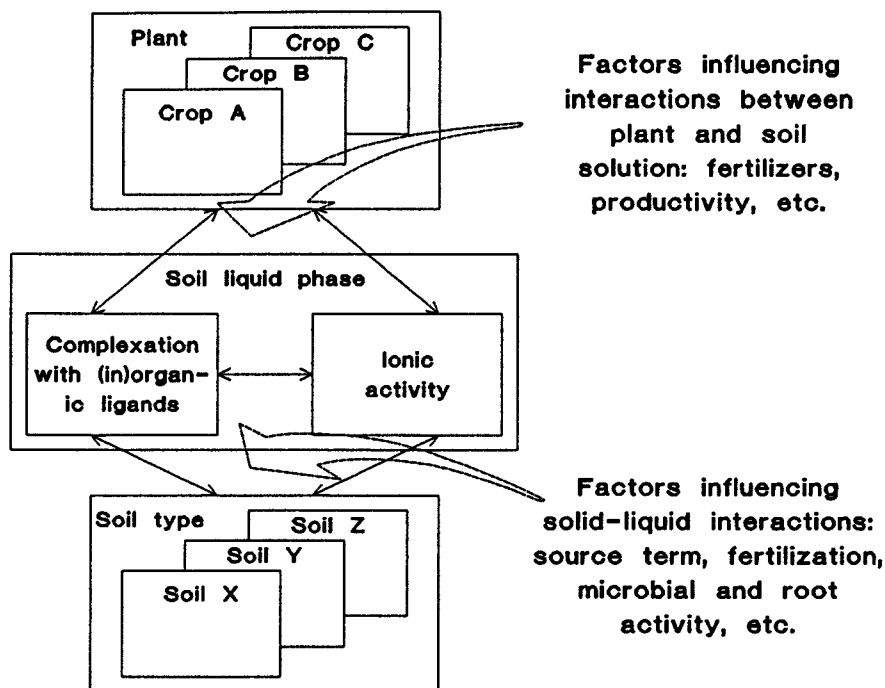 Plant
Crop C
Crop B
Crop A
Factors influencing
interactions between
plant and soil
solution: fertilizers,
productivity, etc.
Soil liquid phase
Complexation
with (in)organ-
ic ligands
Ionic
activity
Factors influencing
solid-liquid interactions:
source term, fertilization,
microbial and root
activity, etc.
Soil type
Soil Z
Soil Y
Soil X